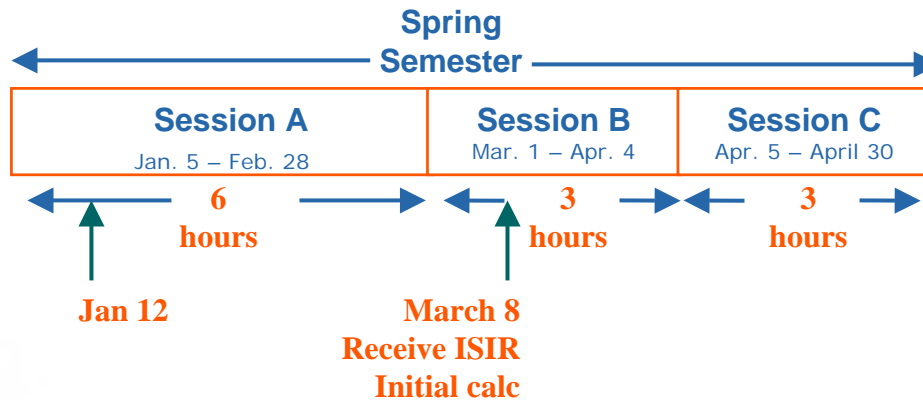 Spring
Semester
Session A
Jan. 5 – Feb. 28
Session B
Mar. 1 – Apr. 4
Session C
Apr. 5 – April 30
6
hours
3
hours
3
hours
Jan 12
March 8
Receive ISIR
Initial calc